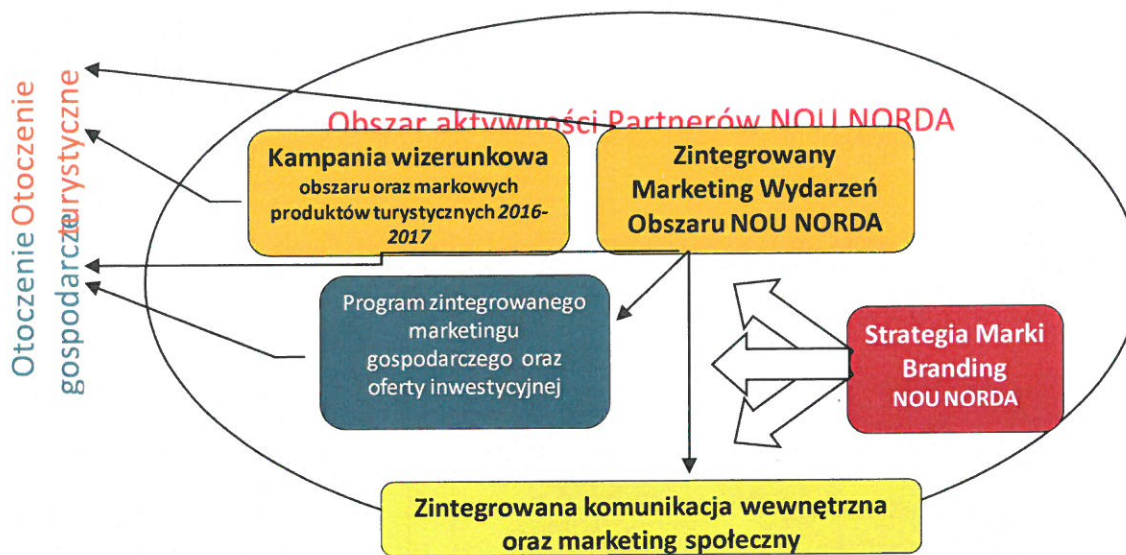 Otoczenie
turystyczne
Otoczenie
gospodarcze
Obszar aktywności Partnerów NOU NORDA
Kampania wizerunkowa
obszaru oraz markowych
produktów turystycznych 2016-
2017
Zintegrowany
Marketing Wydarzeń
Obszaru NOU NORDA
Program zintegrowanego
marketingu
gospodarczego oraz
oferty inwestycyjnej
Strategia Marki
Branding
NOU NORDA
Zintegrowana komunikacja wewnętrzna
oraz marketing społeczny